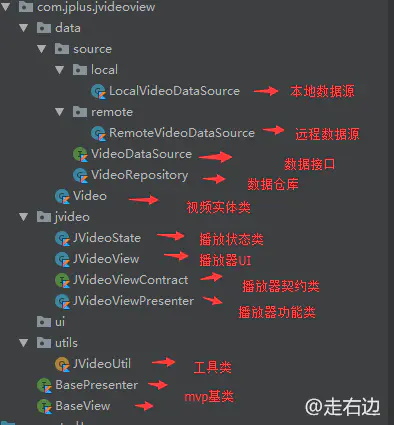 com.jplus.jvideoview
data
source
local
LocalVideoDataSource 本地数据源
remote
RemoteVideoDataSource 远程数据源
VideoDataSource 数据接口
VideoRepository 数据仓库
Video 视频实体类
jvideo
JVideoState 播放状态类
JVideoView 播放器UI
JVideoViewContract 播放器契约类
JVideoViewPresenter 播放器功能类
ui
utils
JVideoUtil 工具类
BasePresenter mvp基类
BaseView
@走右边